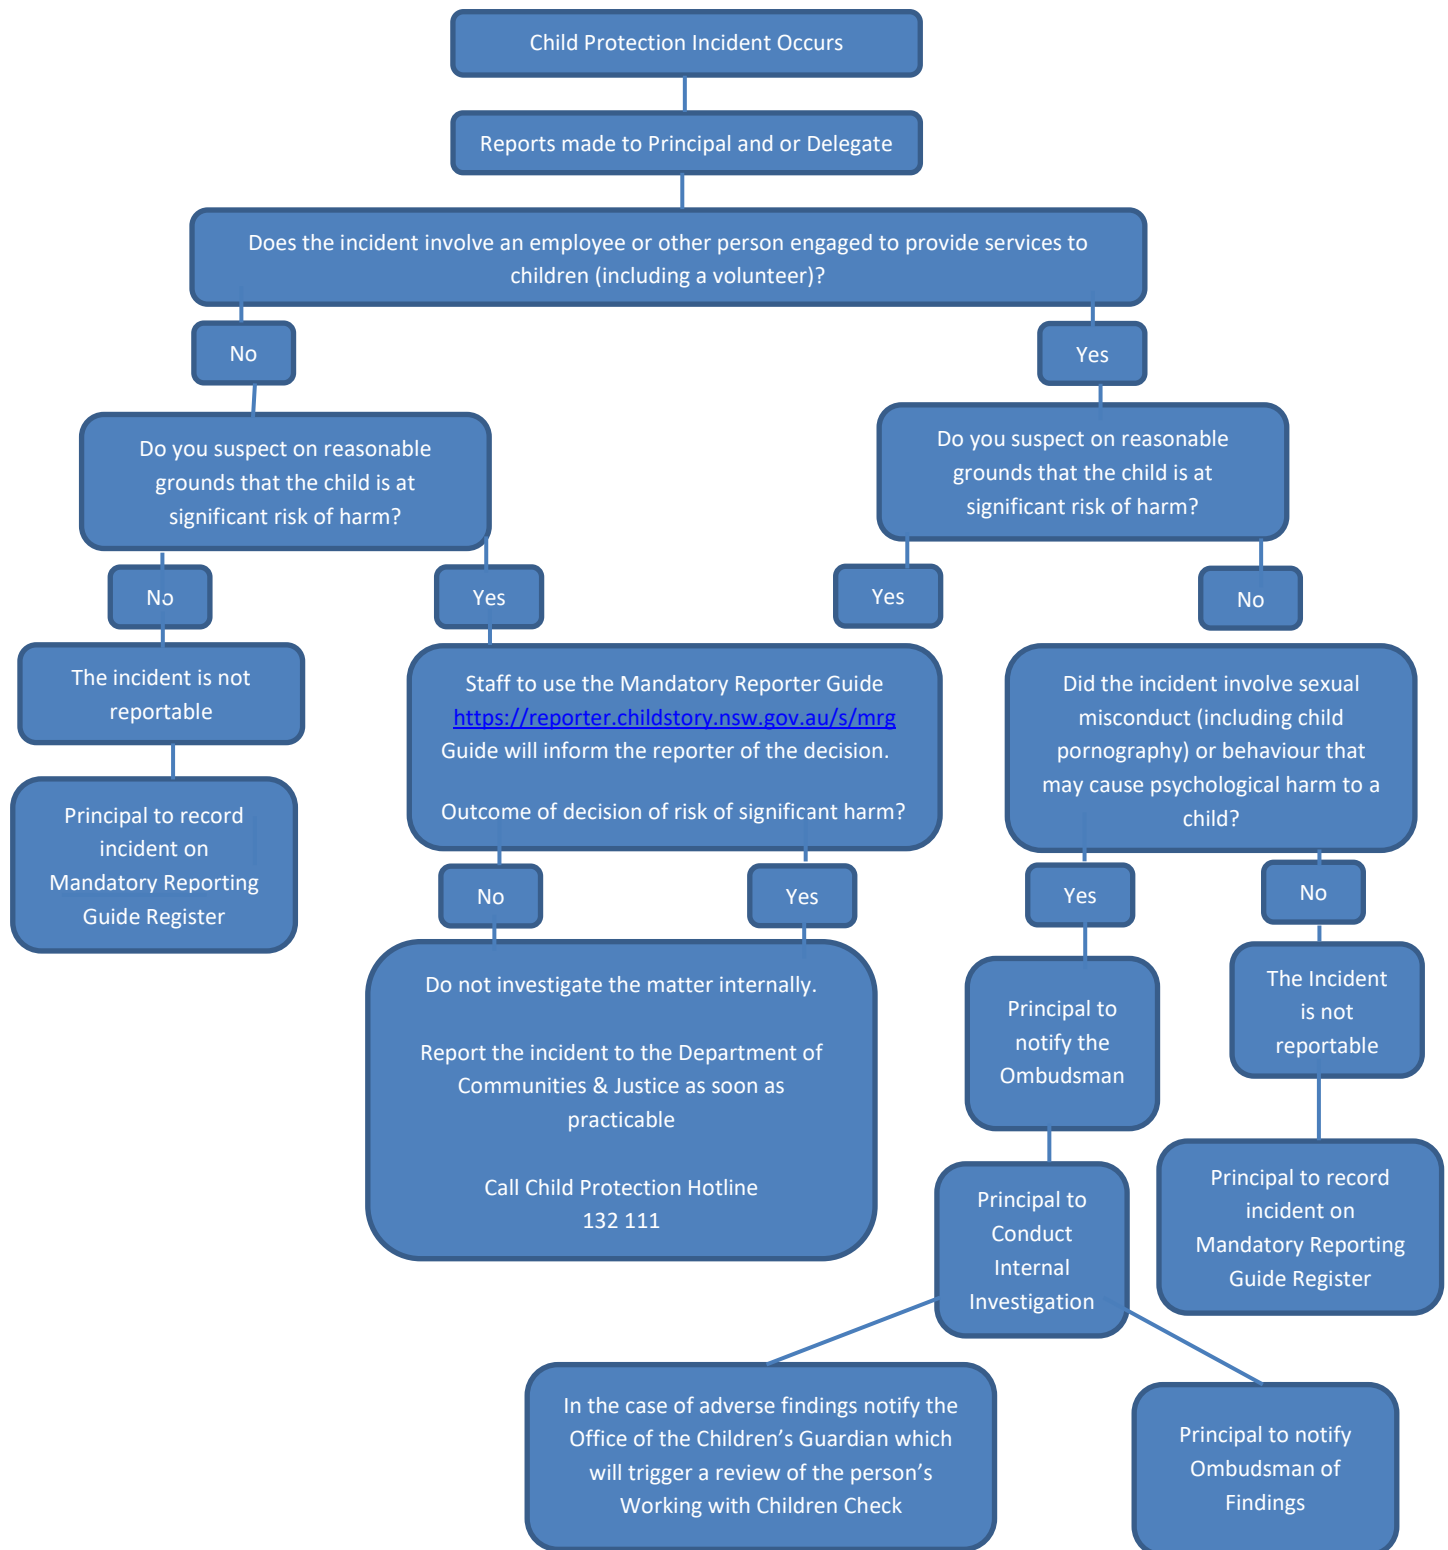 Child Protection Incident Occurs
Reports made to Principal and or Delegate
Does the incident involve an employee or other person engaged to provide services to
children (including a volunteer)?
No
Yes
Do you suspect on reasonable
grounds that the child is at
significant risk of harm?
Do you suspect on reasonable
grounds that the child is at
significant risk of harm?
No
Yes
Yes
No
The incident is not
reportable
Staff to use the Mandatory Reporter Guide
https://reporter.childstory.nsw.gov.au/s/mrg
Guide will inform the reporter of the decision.
Outcome of decision of risk of significant harm?
Did the incident involve sexual
misconduct (including child
pornography) or behaviour that
may cause psychological harm to a
child?
Principal to record
incident on
Mandatory Reporting
Guide Register
No
Yes
Yes
No
Do not investigate the matter internally.
Report the incident to the Department of
Communities & Justice as soon as
practicable
Call Child Protection Hotline
132 111
Principal to
notify the
Ombudsman
The Incident
is not
reportable
Principal to
Conduct
Internal
Investigation
Principal to record
incident on
Mandatory Reporting
Guide Register
In the case of adverse findings notify the
Office of the Children’s Guardian which
will trigger a review of the person’s
Working with Children Check
Principal to notify
Ombudsman of
Findings